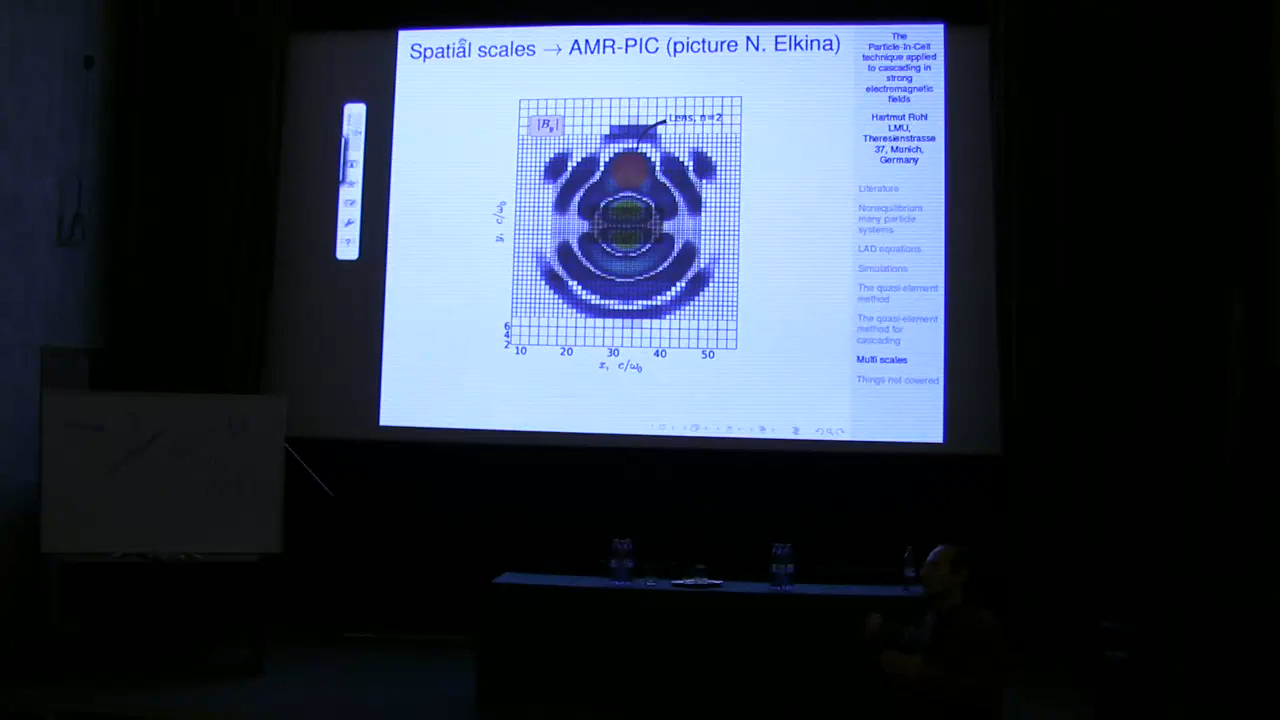 Spatial scales → AMR-PIC (picture N. Elkina)
|B_y|
Lens, n=2
y, c/ω₀
6
4
2
10 20 30 40 50
x, c/ω₀
The
Particle-In-Cell
technique applied
to cascading in
strong
electromagnetic
fields
Hartmut Ruhl
LMU,
Theresienstrasse
37, Munich,
Germany
Literature
Nonequilibrium
many particle
systems
LAD equations
Simulations
The quasi-element
method
The quasi-element
method for
cascading
Multi scales
Things not covered
?